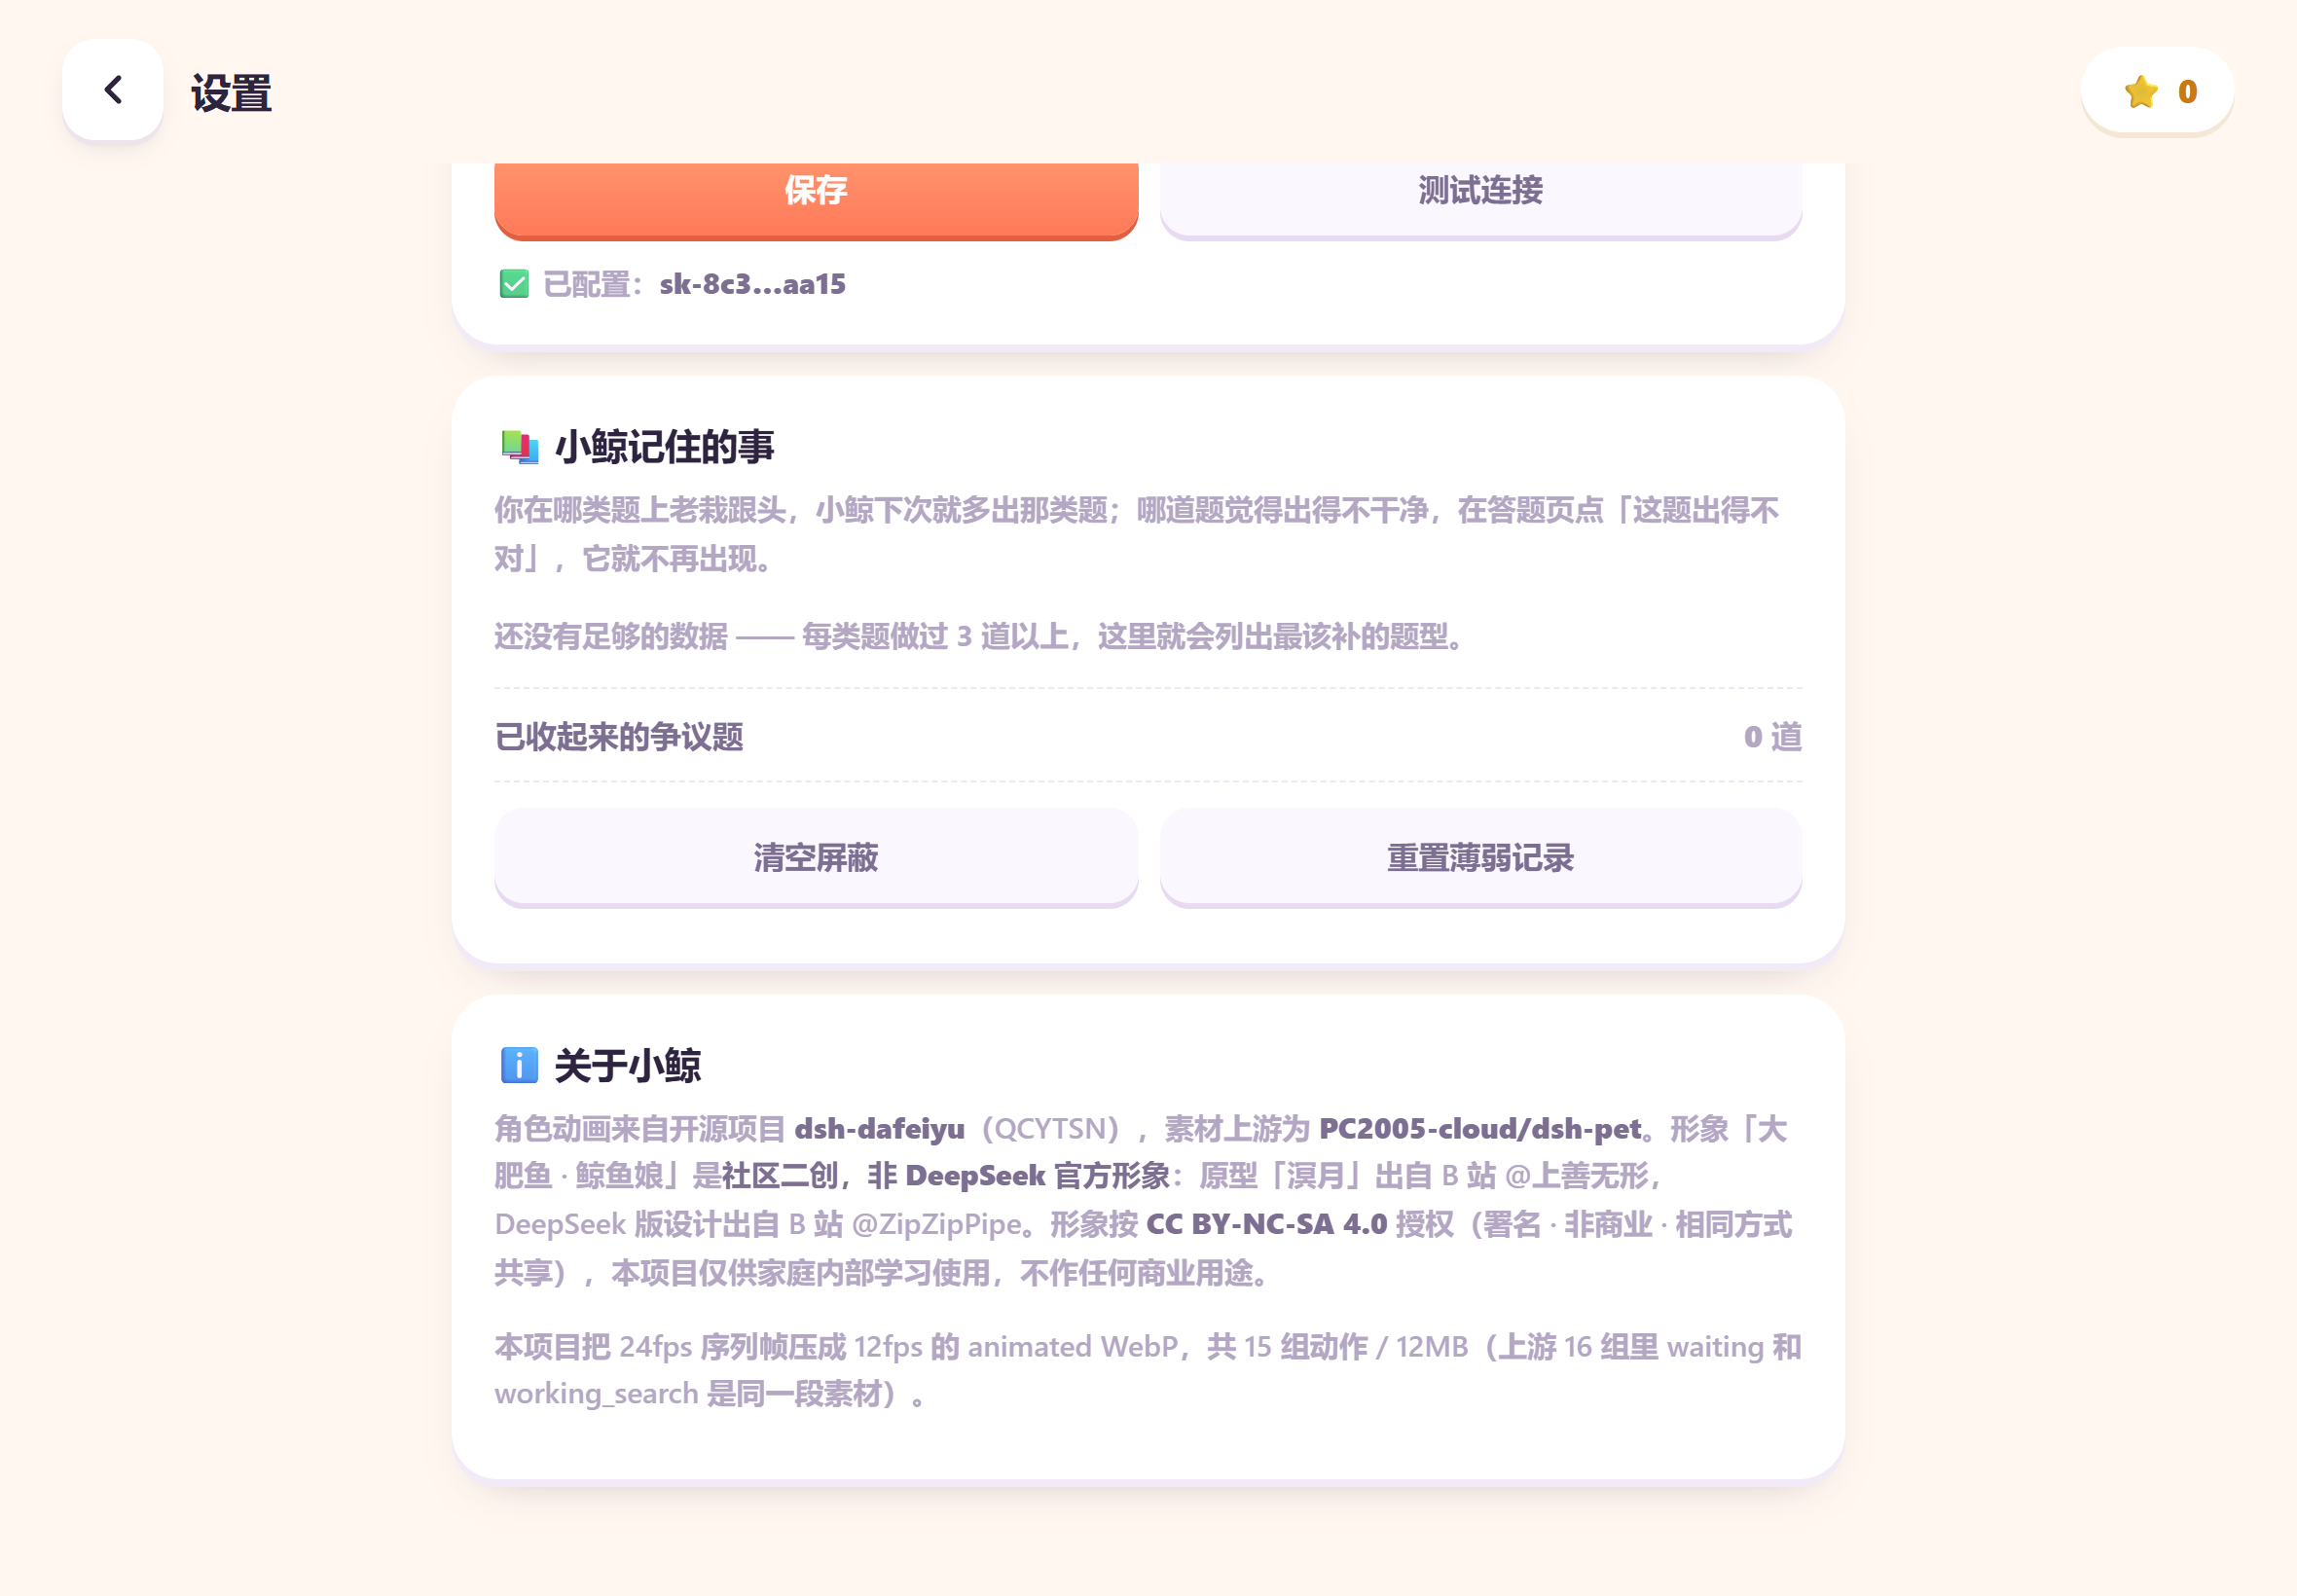 设置
0
保存
测试连接
已配置：sk-8c3...aa15
小鲸记住的事
你在哪类题上老栽跟头，小鲸下次就多出那类题；哪道题觉得出得不干净，在答题页点「这题出得不
对」，它就不再出现。
还没有足够的数据 —— 每类题做过 3 道以上，这里就会列出最该补的题型。
已收起来的争议题
0 道
清空屏蔽
重置薄弱记录
关于小鲸
角色动画来自开源项目 dsh-dafeiyu（QCYTSN），素材上游为 PC2005-cloud/dsh-pet。形象「大
肥鱼 · 鲸鱼娘」是社区二创，非 DeepSeek 官方形象：原型「溟月」出自 B 站 @上善无形，
DeepSeek 版设计出自 B 站 @ZipZipPipe。形象按 CC BY-NC-SA 4.0 授权（署名 · 非商业 · 相同方式
共享），本项目仅供家庭内部学习使用，不作任何商业用途。
本项目把 24fps 序列帧压成 12fps 的 animated WebP，共 15 组动作 / 12MB（上游 16 组里 waiting 和
working_search 是同一段素材）。